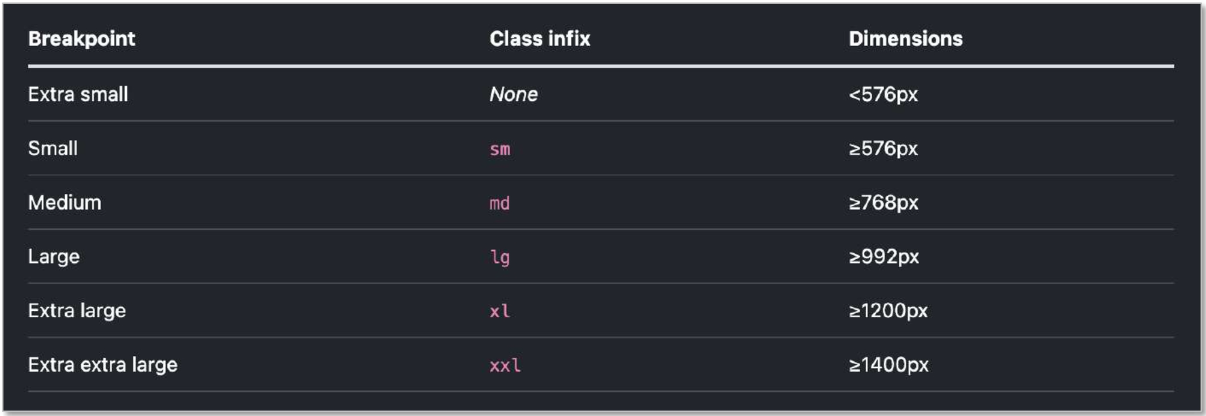 Breakpoint Class infix Dimensions
Extra small None <576px
Small sm ≥576px
Medium md ≥768px
Large lg ≥992px
Extra large xl ≥1200px
Extra extra large xxl ≥1400px